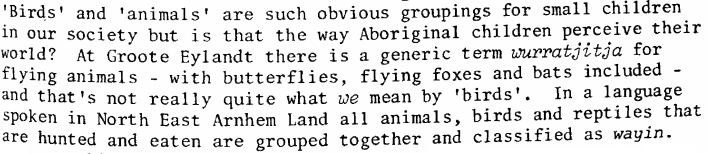 'Birds' and 'animals' are such obvious groupings for small children
in our society but is that the way Aboriginal children perceive their
world?  At Groote Eylandt there is a generic term wurratjitja for
flying animals - with butterflies, flying foxes and bats included -
and that's not really quite what we mean by 'birds'.  In a language
spoken in North East Arnhem Land all animals, birds and reptiles that
are hunted and eaten are grouped together and classified as wayin.